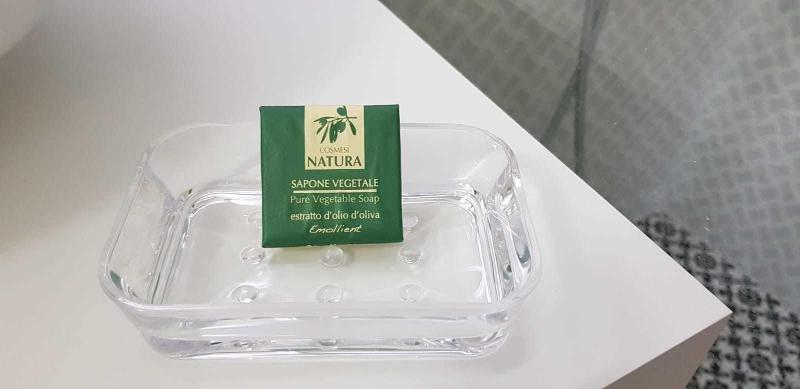 COSMESI
NATURA
SAPONE VEGETALE
Pure Vegetable Soap
estratto d'olio d'oliva
Emollient